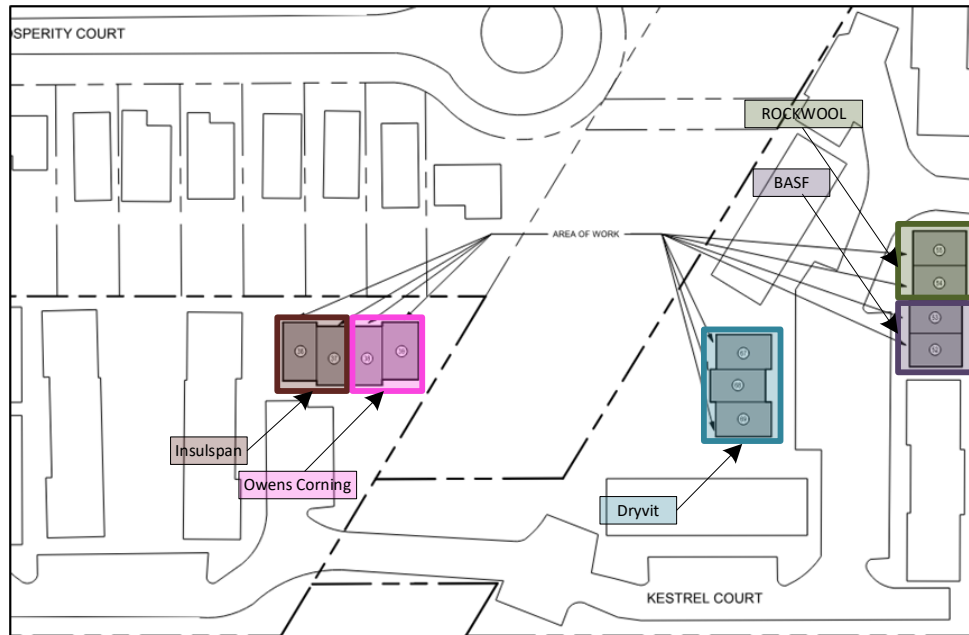 OSPERITY COURT
ROCKWOOL
BASF
AREA OF WORK
Insulspan
Owens Corning
Dryvit
KESTREL COURT